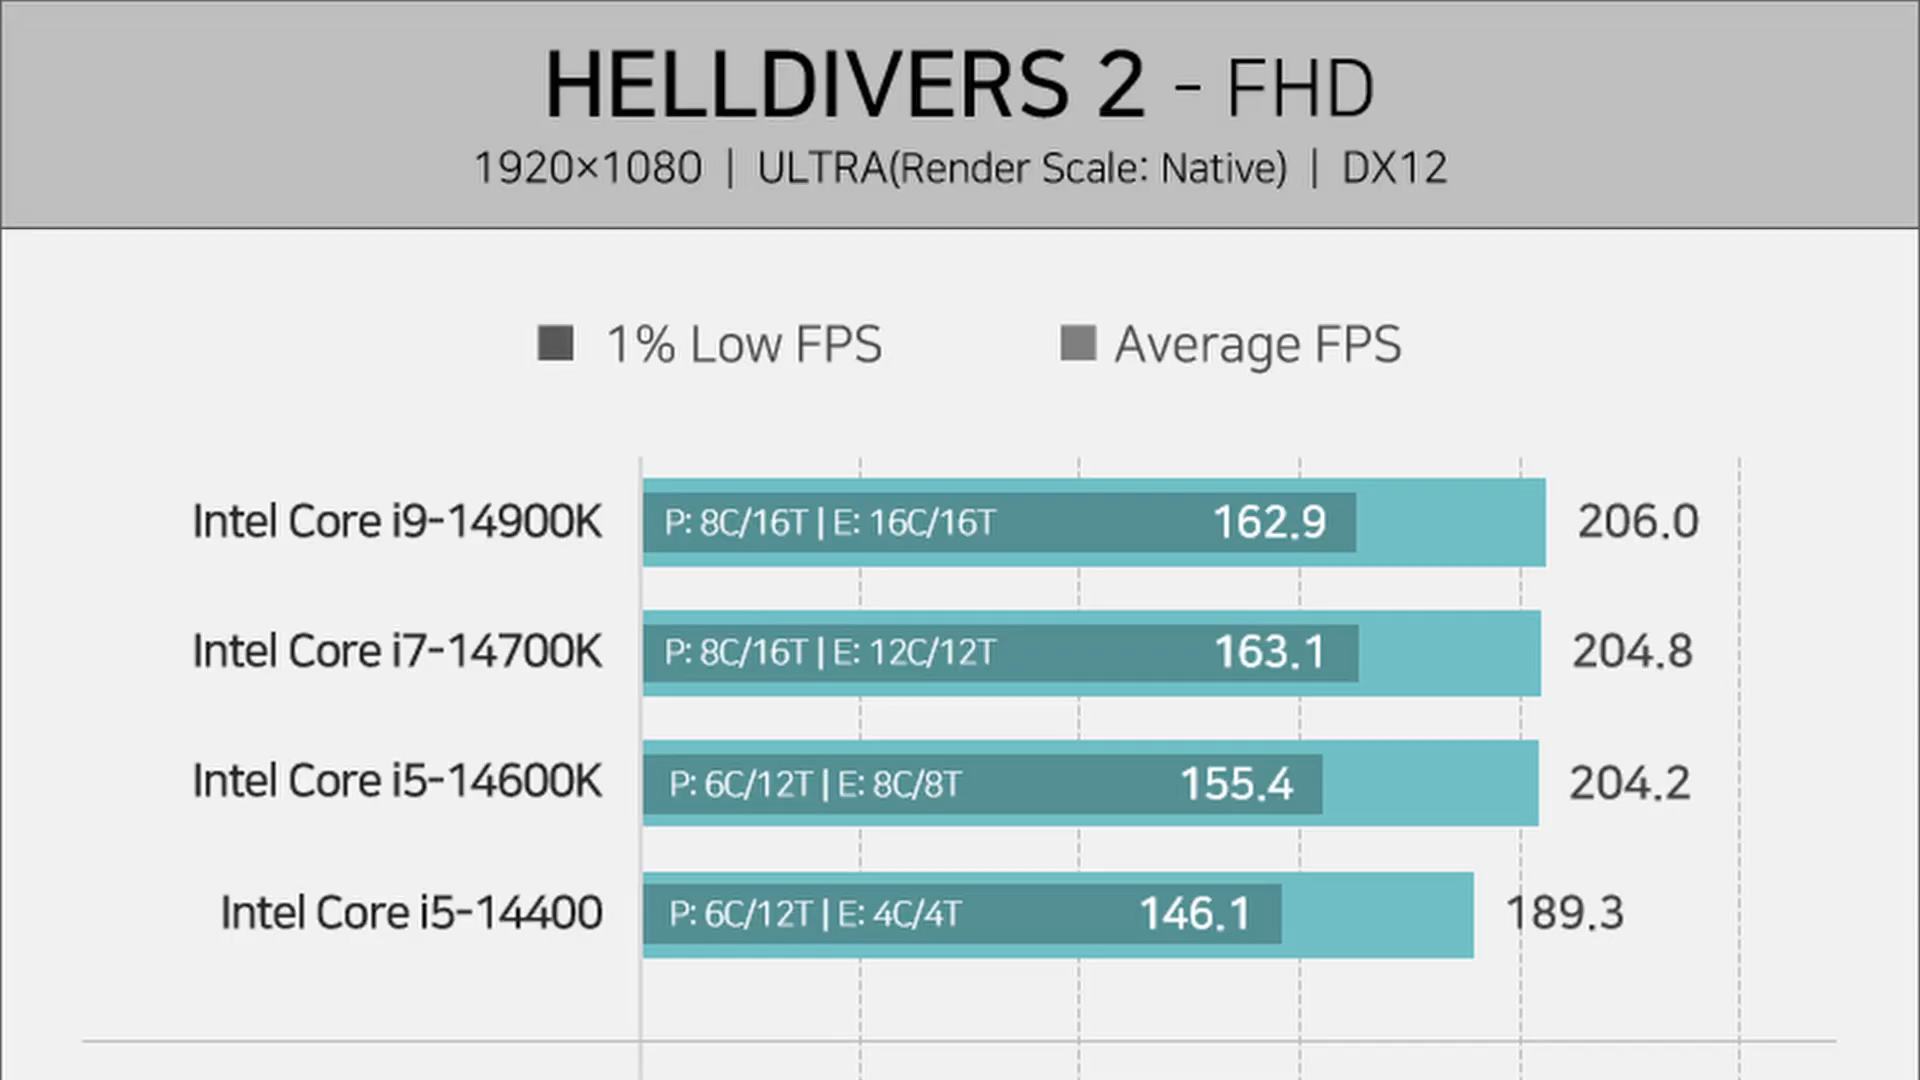 HELLDIVERS 2 - FHD
1920×1080 | ULTRA(Render Scale: Native) | DX12
1% Low FPS
Average FPS
Intel Core i9-14900K P: 8C/16T | E: 16C/16T 162.9 206.0
Intel Core i7-14700K P: 8C/16T | E: 12C/12T 163.1 204.8
Intel Core i5-14600K P: 6C/12T | E: 8C/8T 155.4 204.2
Intel Core i5-14400 P: 6C/12T | E: 4C/4T 146.1 189.3